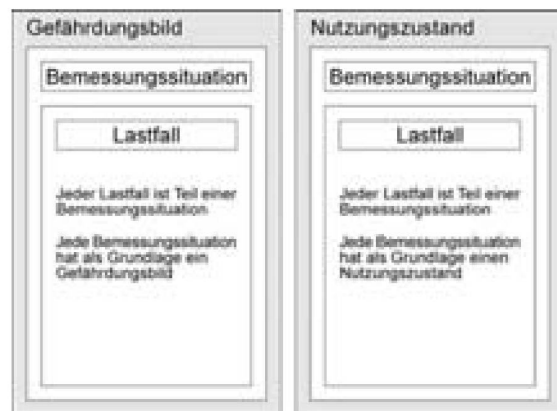 Gefährdungsbild
Bemessungssituation
Lastfall
Jeder Lastfall ist Teil einer
Bemessungssituation
Jede Bemessungssituation
hat als Grundlage ein
Gefährdungsbild
Nutzungszustand
Bemessungssituation
Lastfall
Jeder Lastfall ist Teil einer
Bemessungssituation
Jede Bemessungssituation
hat als Grundlage einen
Nutzungszustand